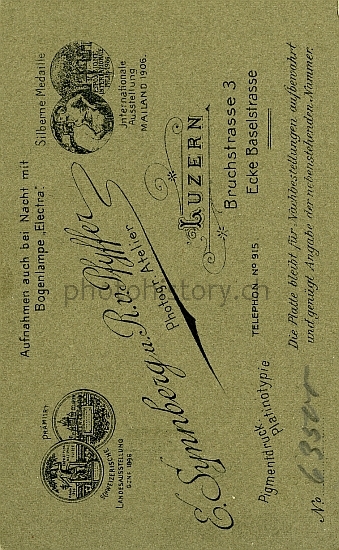 Aufnahmen auch bei Nacht mit
Bogenlampe „Electra"
PRÄMIIRT
SCHWEIZERISCHE
LANDESAUSSTELLUNG
GENF 1896
Silberne Medaille
Internationale
Ausstellung
MAILAND 1906.
E. Synnberg u. R. v. Pfyffer
Photogr. Atelier
LUZERN
Bruchstrasse 3
Ecke Baselstrasse
Pigmentdruck
Platinotypie
TELEPHON No 915
Die Platte bleibt für Nachbestellungen aufbewahrt
und genügt Angabe der nebenstehenden Nummer.
No
photohistory.ch